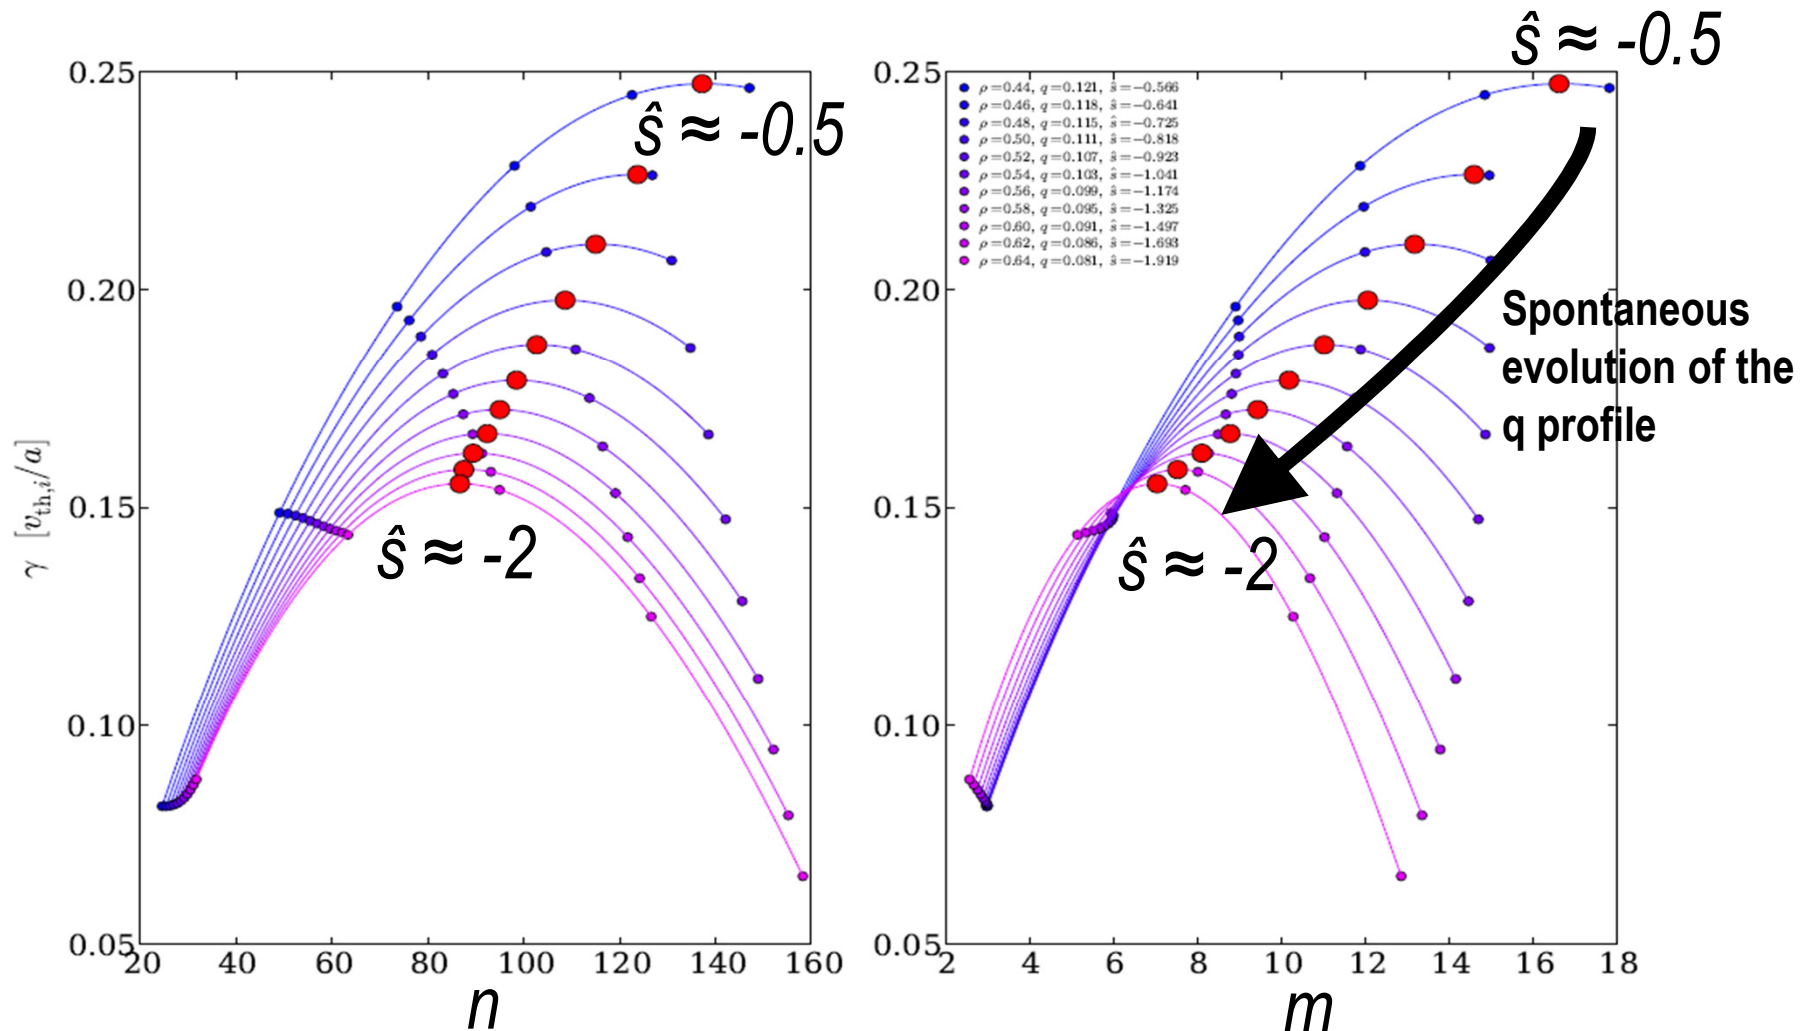 ŝ ≈ -0.5
0.25
0.20
0.15
0.10
0.05
γ [v_th,i/a]
20 40 60 80 100 120 140 160
n
ŝ ≈ -0.5
ŝ ≈ -2
0.25
0.20
0.15
0.10
0.05
ρ=0.44, q=0.121, ŝ=−0.566
ρ=0.46, q=0.118, ŝ=−0.641
ρ=0.48, q=0.115, ŝ=−0.725
ρ=0.50, q=0.111, ŝ=−0.818
ρ=0.52, q=0.107, ŝ=−0.923
ρ=0.54, q=0.103, ŝ=−1.041
ρ=0.56, q=0.099, ŝ=−1.174
ρ=0.58, q=0.095, ŝ=−1.325
ρ=0.60, q=0.091, ŝ=−1.497
ρ=0.62, q=0.086, ŝ=−1.693
ρ=0.64, q=0.081, ŝ=−1.919
Spontaneous
evolution of the
q profile
ŝ ≈ -2
2 4 6 8 10 12 14 16 18
m